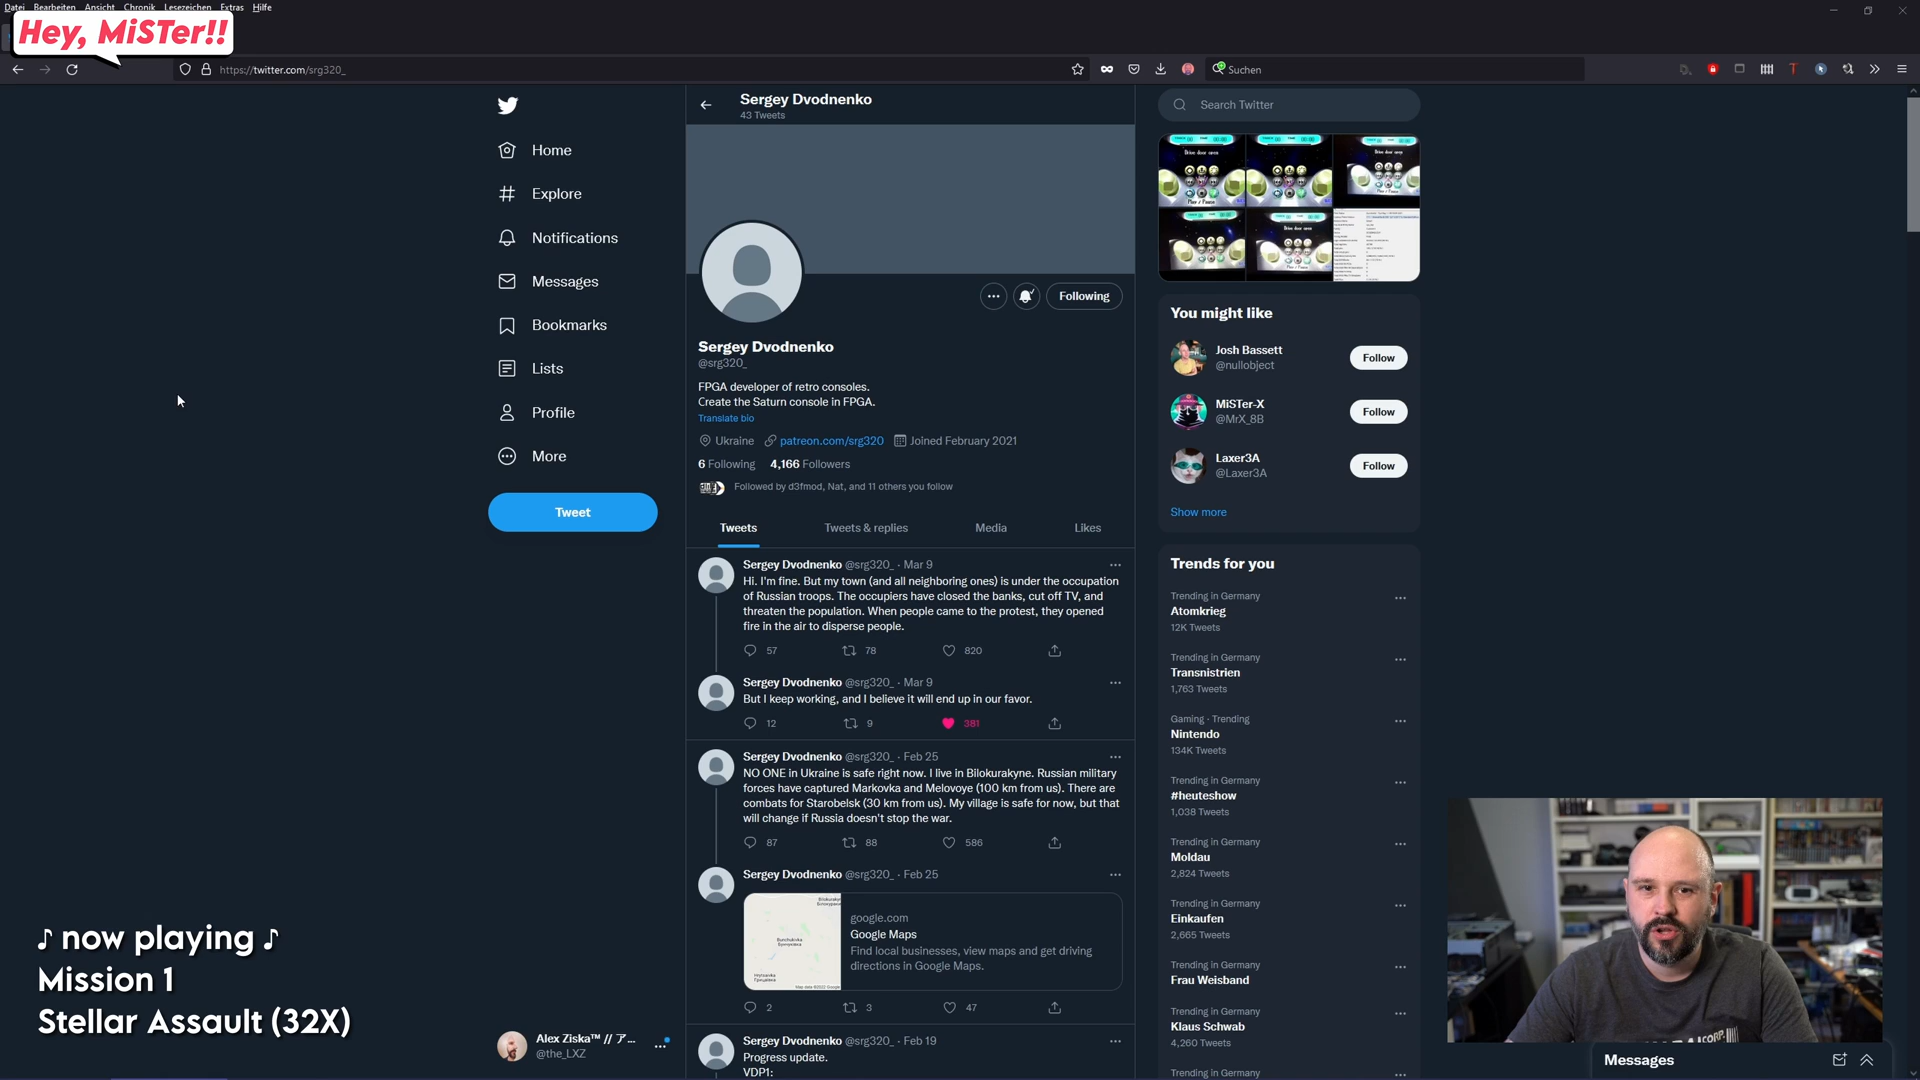 Datei Bearbeiten Ansicht Chronik Lesezeichen Extras Hilfe
Hey, MiSTer!!
https://twitter.com/srg320_
Suchen
Home
Explore
Notifications
Messages
Bookmarks
Lists
Profile
More
Tweet
Alex Ziska™ // ア...
@the_LXZ
Sergey Dvodnenko
43 Tweets
Following
Sergey Dvodnenko
@srg320_
FPGA developer of retro consoles.
Create the Saturn console in FPGA.
Translate bio
Ukraine patreon.com/srg320 Joined February 2021
6 Following 4,166 Followers
Followed by d3fmod, Nat, and 11 others you follow
Tweets Tweets & replies Media Likes
Sergey Dvodnenko @srg320_ · Mar 9
Hi. I'm fine. But my town (and all neighboring ones) is under the occupation
of Russian troops. The occupiers have closed the banks, cut off TV, and
threaten the population. When people came to the protest, they opened
fire in the air to disperse people.
57 78 820
Sergey Dvodnenko @srg320_ · Mar 9
But I keep working, and I believe it will end up in our favor.
12 9 381
Sergey Dvodnenko @srg320_ · Feb 25
NO ONE in Ukraine is safe right now. I live in Bilokurakyne. Russian military
forces have captured Markovka and Melovoye (100 km from us). There are
combats for Starobelsk (30 km from us). My village is safe for now, but that
will change if Russia doesn't stop the war.
87 88 586
Sergey Dvodnenko @srg320_ · Feb 25
google.com
Google Maps
Find local businesses, view maps and get driving
directions in Google Maps.
2 3 47
Sergey Dvodnenko @srg320_ · Feb 19
Progress update.
VDP1:
Search Twitter
You might like
Josh Bassett
@nullobject
Follow
MiSTer-X
@MrX_8B
Follow
Laxer3A
@Laxer3A
Follow
Show more
Trends for you
Trending in Germany
Atomkrieg
12K Tweets
Trending in Germany
Transnistrien
1,763 Tweets
Gaming · Trending
Nintendo
134K Tweets
Trending in Germany
#heuteshow
1,038 Tweets
Trending in Germany
Moldau
2,824 Tweets
Trending in Germany
Einkaufen
2,665 Tweets
Trending in Germany
Frau Weisband
Trending in Germany
Klaus Schwab
4,260 Tweets
Trending in Germany
Messages
♪ now playing ♪
Mission 1
Stellar Assault (32X)